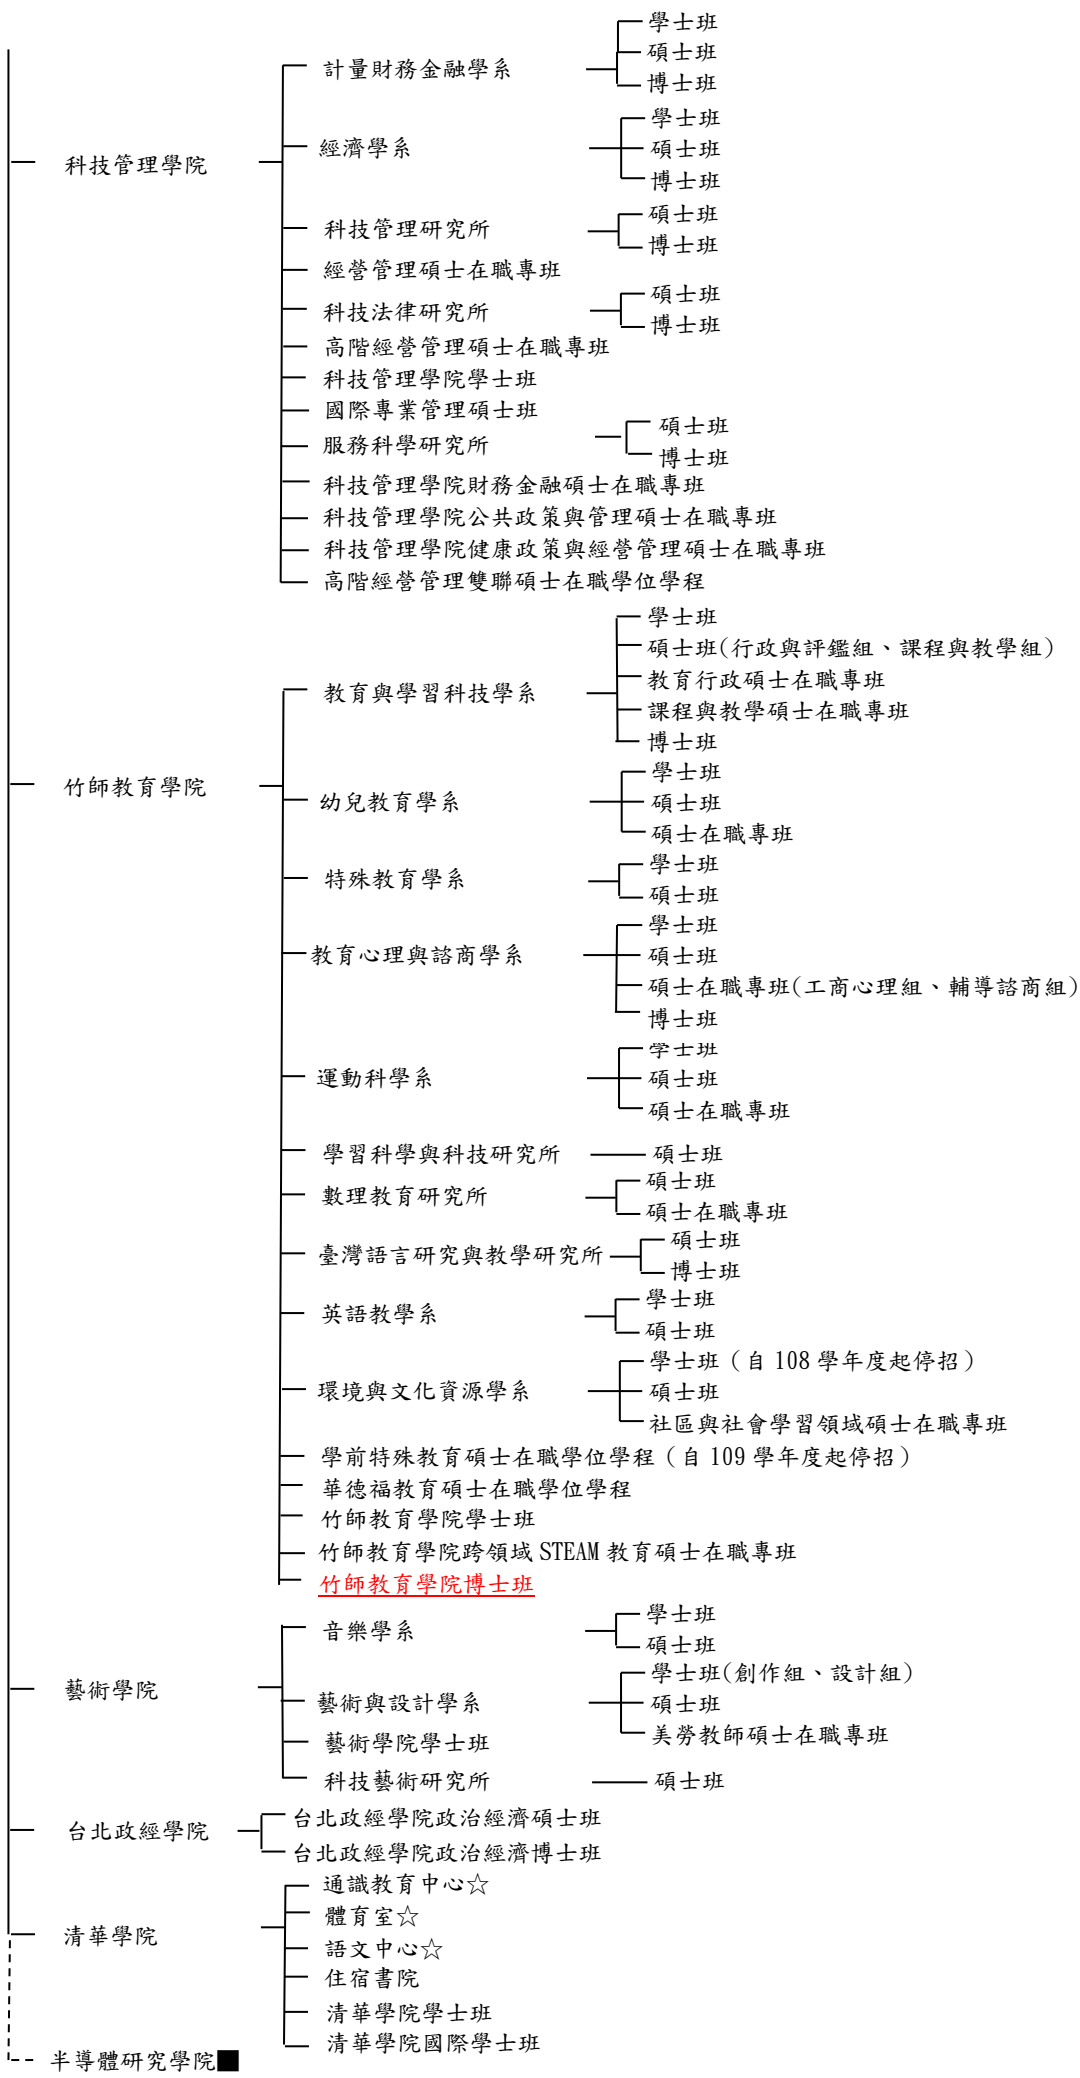 科技管理學院
計量財務金融學系
學士班
碩士班
博士班
經濟學系
學士班
碩士班
博士班
科技管理研究所
碩士班
博士班
經營管理碩士在職專班
科技法律研究所
碩士班
博士班
高階經營管理碩士在職專班
科技管理學院學士班
國際專業管理碩士班
服務科學研究所
碩士班
博士班
科技管理學院財務金融碩士在職專班
科技管理學院公共政策與管理碩士在職專班
科技管理學院健康政策與經營管理碩士在職專班
高階經營管理雙聯碩士在職學位學程
竹師教育學院
教育與學習科技學系
學士班
碩士班(行政與評鑑組、課程與教學組)
教育行政碩士在職專班
課程與教學碩士在職專班
博士班
幼兒教育學系
學士班
碩士班
碩士在職專班
特殊教育學系
學士班
碩士班
教育心理與諮商學系
學士班
碩士班
碩士在職專班(工商心理組、輔導諮商組)
博士班
運動科學系
學士班
碩士班
碩士在職專班
學習科學與科技研究所
碩士班
數理教育研究所
碩士班
碩士在職專班
臺灣語言研究與教學研究所
碩士班
博士班
英語教學系
學士班
碩士班
環境與文化資源學系
學士班（自 108 學年度起停招）
碩士班
社區與社會學習領域碩士在職專班
學前特殊教育碩士在職學位學程（自 109 學年度起停招）
華德福教育碩士在職學位學程
竹師教育學院學士班
竹師教育學院跨領域 STEAM 教育碩士在職專班
竹師教育學院博士班
藝術學院
音樂學系
學士班
碩士班
藝術與設計學系
學士班(創作組、設計組)
碩士班
美勞教師碩士在職專班
藝術學院學士班
科技藝術研究所
碩士班
台北政經學院
台北政經學院政治經濟碩士班
台北政經學院政治經濟博士班
清華學院
通識教育中心☆
體育室☆
語文中心☆
住宿書院
清華學院學士班
清華學院國際學士班
半導體研究學院■